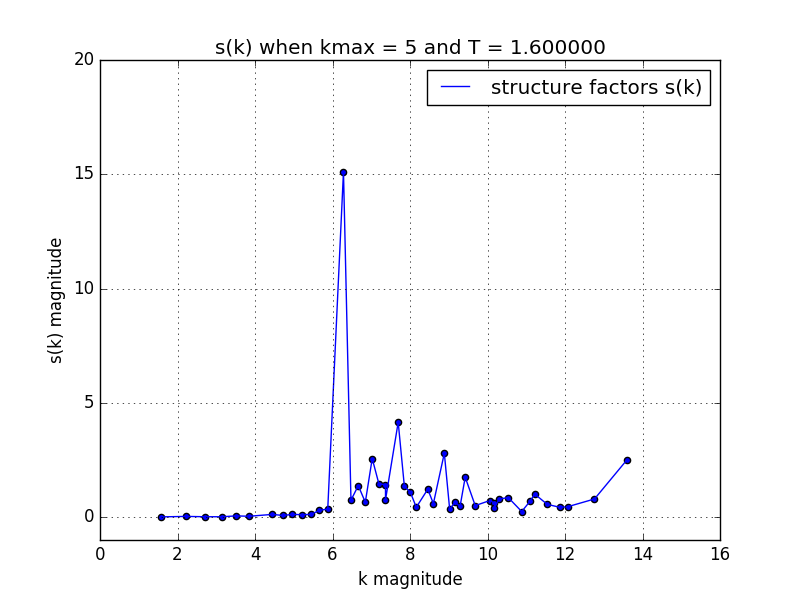 s(k) when kmax = 5 and T = 1.600000
structure factors s(k)
20
15
10
5
0
s(k) magnitude
0 2 4 6 8 10 12 14 16
k magnitude